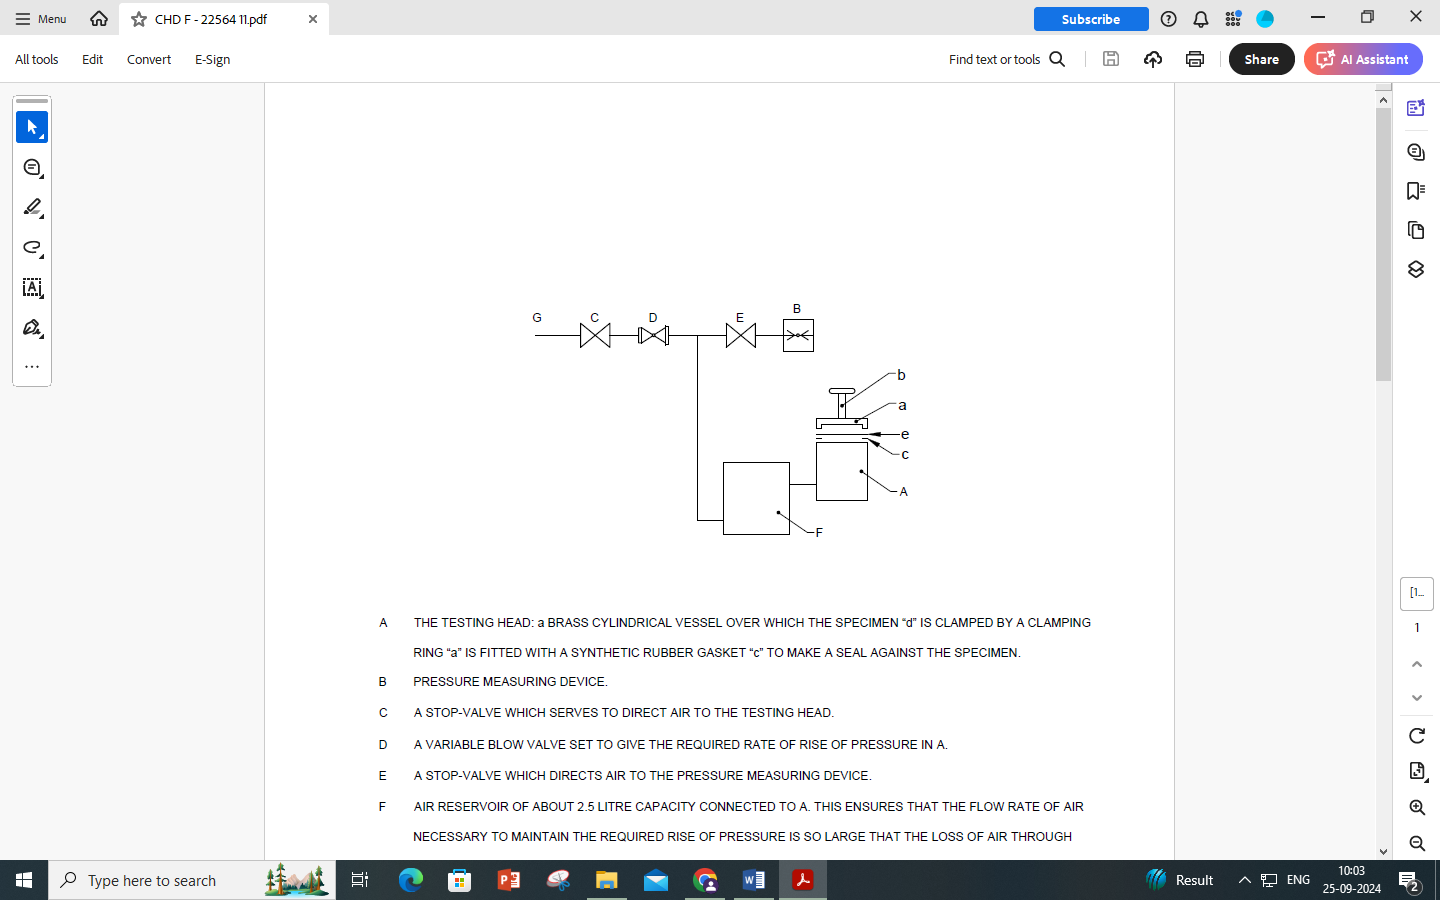 Menu
CHD F - 22564 11.pdf
Subscribe
All tools
Edit
Convert
E-Sign
Find text or tools
Share
AI Assistant
G
C
D
E
B
b
a
e
c
A
F
A THE TESTING HEAD: a BRASS CYLINDRICAL VESSEL OVER WHICH THE SPECIMEN “d” IS CLAMPED BY A CLAMPING
RING “a” IS FITTED WITH A SYNTHETIC RUBBER GASKET “c” TO MAKE A SEAL AGAINST THE SPECIMEN.
B PRESSURE MEASURING DEVICE.
C A STOP-VALVE WHICH SERVES TO DIRECT AIR TO THE TESTING HEAD.
D A VARIABLE BLOW VALVE SET TO GIVE THE REQUIRED RATE OF RISE OF PRESSURE IN A.
E A STOP-VALVE WHICH DIRECTS AIR TO THE PRESSURE MEASURING DEVICE.
F AIR RESERVOIR OF ABOUT 2.5 LITRE CAPACITY CONNECTED TO A. THIS ENSURES THAT THE FLOW RATE OF AIR
NECESSARY TO MAINTAIN THE REQUIRED RISE OF PRESSURE IS SO LARGE THAT THE LOSS OF AIR THROUGH
[1...
1
Type here to search
Result
ENG
10:03
25-09-2024
2